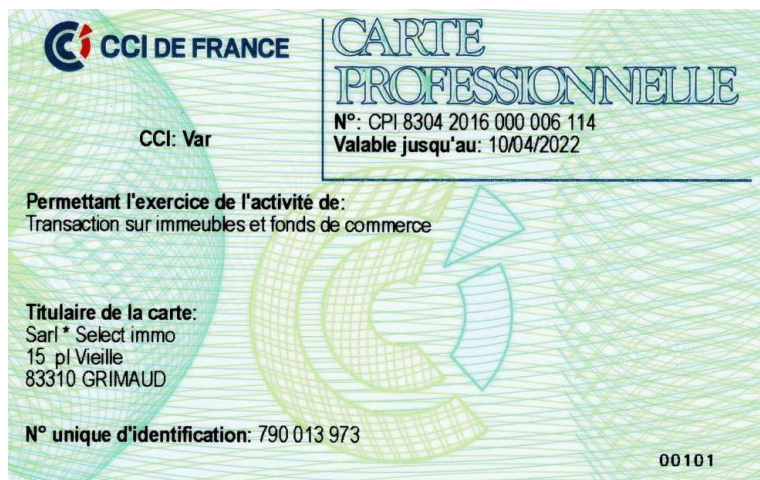 CCI DE FRANCE
CARTE
PROFESSIONNELLE
N°: CPI 8304 2016 000 006 114
Valable jusqu'au: 10/04/2022
CCI: Var
Permettant l'exercice de l'activité de:
Transaction sur immeubles et fonds de commerce
Titulaire de la carte:
Sarl * Select immo
15 pl Vieille
83310 GRIMAUD
N° unique d'identification: 790 013 973
00101